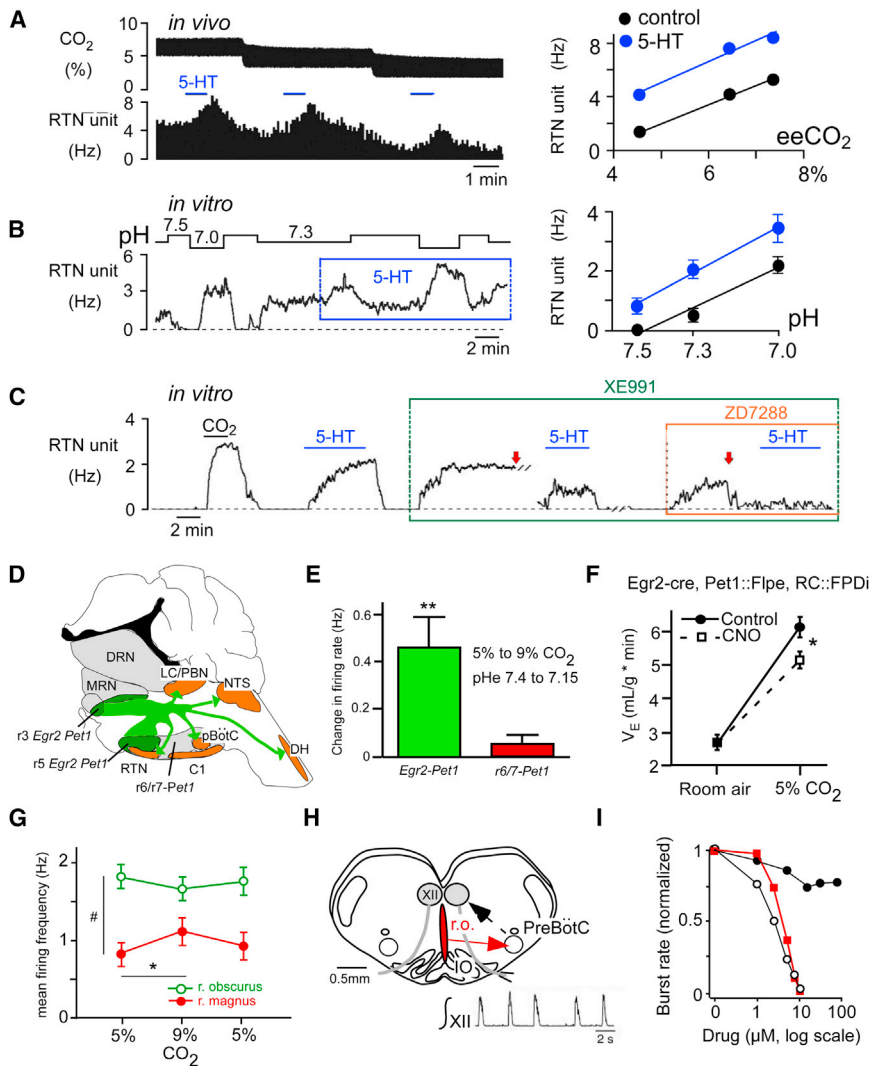 A
in vivo
CO2
(%)
10
5
0
5-HT
RTN unit
(Hz)
8
4
0
1 min
control
5-HT
RTN unit (Hz)
8
4
0
eeCO2
4
6
8%
B
in vitro
pH
7.5
7.0
7.3
RTN unit
(Hz)
6
3
0
5-HT
2 min
RTN unit (Hz)
4
2
0
pH
7.5
7.3
7.0
C
in vitro
XE991
ZD7288
RTN unit
(Hz)
4
2
0
CO2
5-HT
5-HT
5-HT
2 min
D
DRN
MRN
LC/PBN
NTS
r3 Egr2 Pet1
pBötC
DH
r5 Egr2 Pet1
RTN
C1
r6/r7-Pet1
E
Change in firing rate (Hz)
0.6
0.4
0.2
0
**
5% to 9% CO2
pHe 7.4 to 7.15
Egr2-Pet1
r6/7-Pet1
F
Egr2-cre, Pet1::Flpe, RC::FPDi
Control
CNO
*
VE (mL/g * min)
6
5
4
3
2
Room air
5% CO2
G
mean firing frequency (Hz)
2
1
0
#
*
r. obscurus
r. magnus
5%
9%
5%
CO2
H
XII
PreBötC
r.o.
IO
0.5mm
∫XII
2 s
I
Burst rate (normalized)
1
0.5
0
0
1
10
100
Drug (µM, log scale)